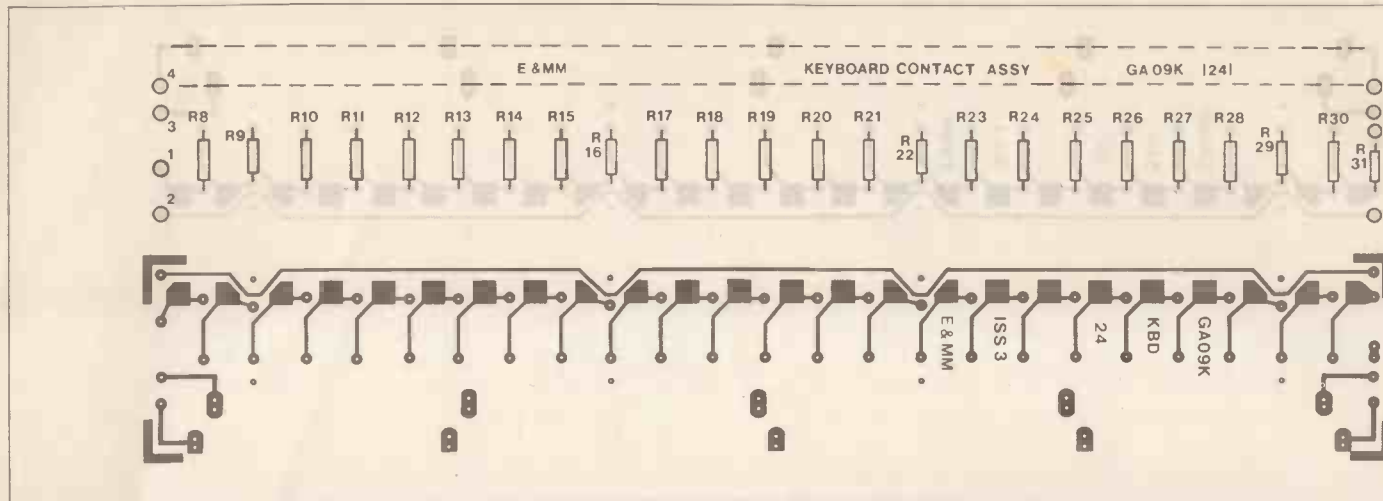 E &MM KEYBOARD CONTACT ASSY GA 09K |24|
4
3
1
2
R8 R9 R10 R11 R12 R13 R14 R15 R 16 R17 R18 R19 R20 R21 R 22 R23 R24 R25 R26 R27 R28 R 29 R30 R 31
E & MM
ISS 3
24
KBD
GA09K